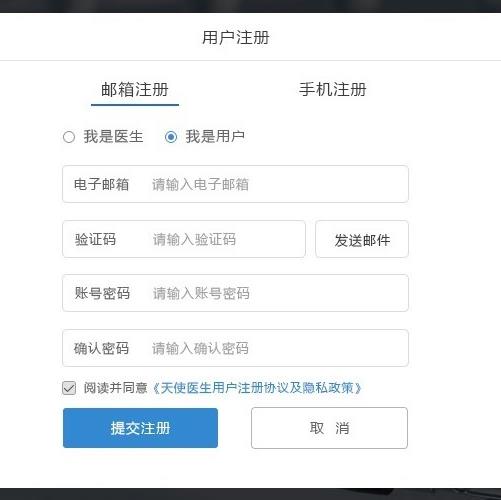 用户注册
邮箱注册 手机注册
我是医生 我是用户
电子邮箱 请输入电子邮箱
验证码 请输入验证码 发送邮件
账号密码 请输入账号密码
确认密码 请输入确认密码
阅读并同意《天使医生用户注册协议及隐私政策》
提交注册 取 消